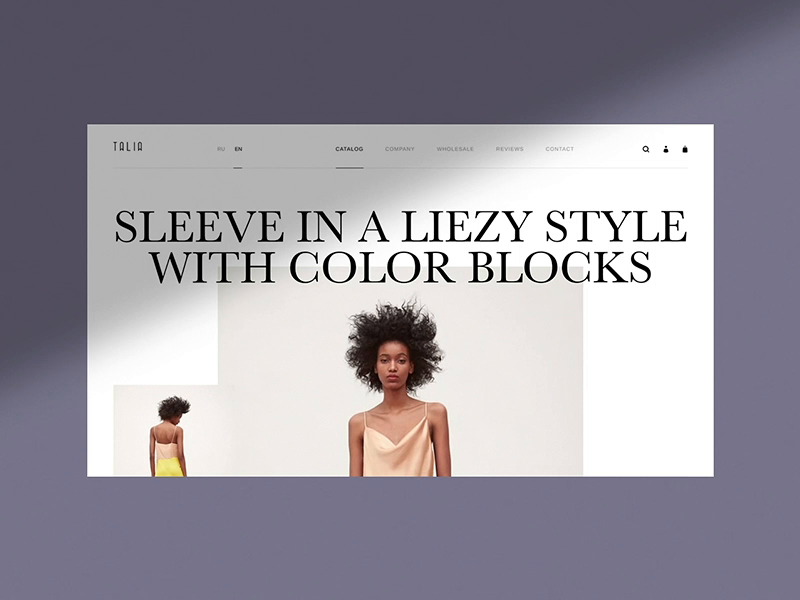 TALIA
RU EN
CATALOG COMPANY WHOLESALE REVIEWS CONTACT
SLEEVE IN A LIEZY STYLE
WITH COLOR BLOCKS